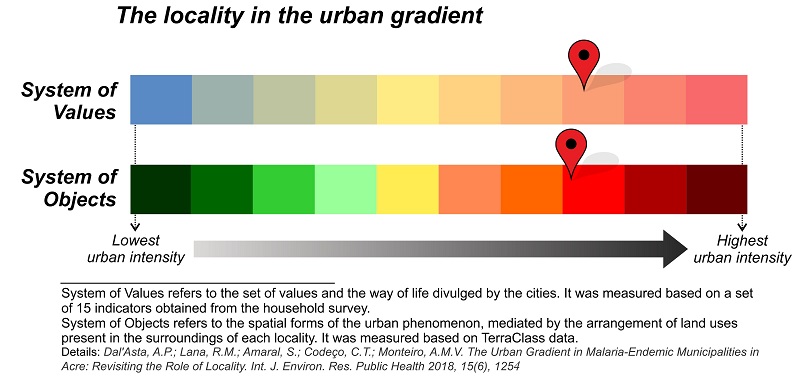 The locality in the urban gradient
System of
Values
System of
Objects
Lowest
urban intensity
Highest
urban intensity
System of Values refers to the set of values and the way of life divulged by the cities. It was measured based on a set
of 15 indicators obtained from the household survey.
System of Objects refers to the spatial forms of the urban phenomenon, mediated by the arrangement of land uses
present in the surroundings of each locality. It was measured based on TerraClass data.
Details: Dal'Asta, A.P.; Lana, R.M.; Amaral, S.; Codeço, C.T.; Monteiro, A.M.V. The Urban Gradient in Malaria-Endemic Municipalities in
Acre: Revisiting the Role of Locality. Int. J. Environ. Res. Public Health 2018, 15(6), 1254